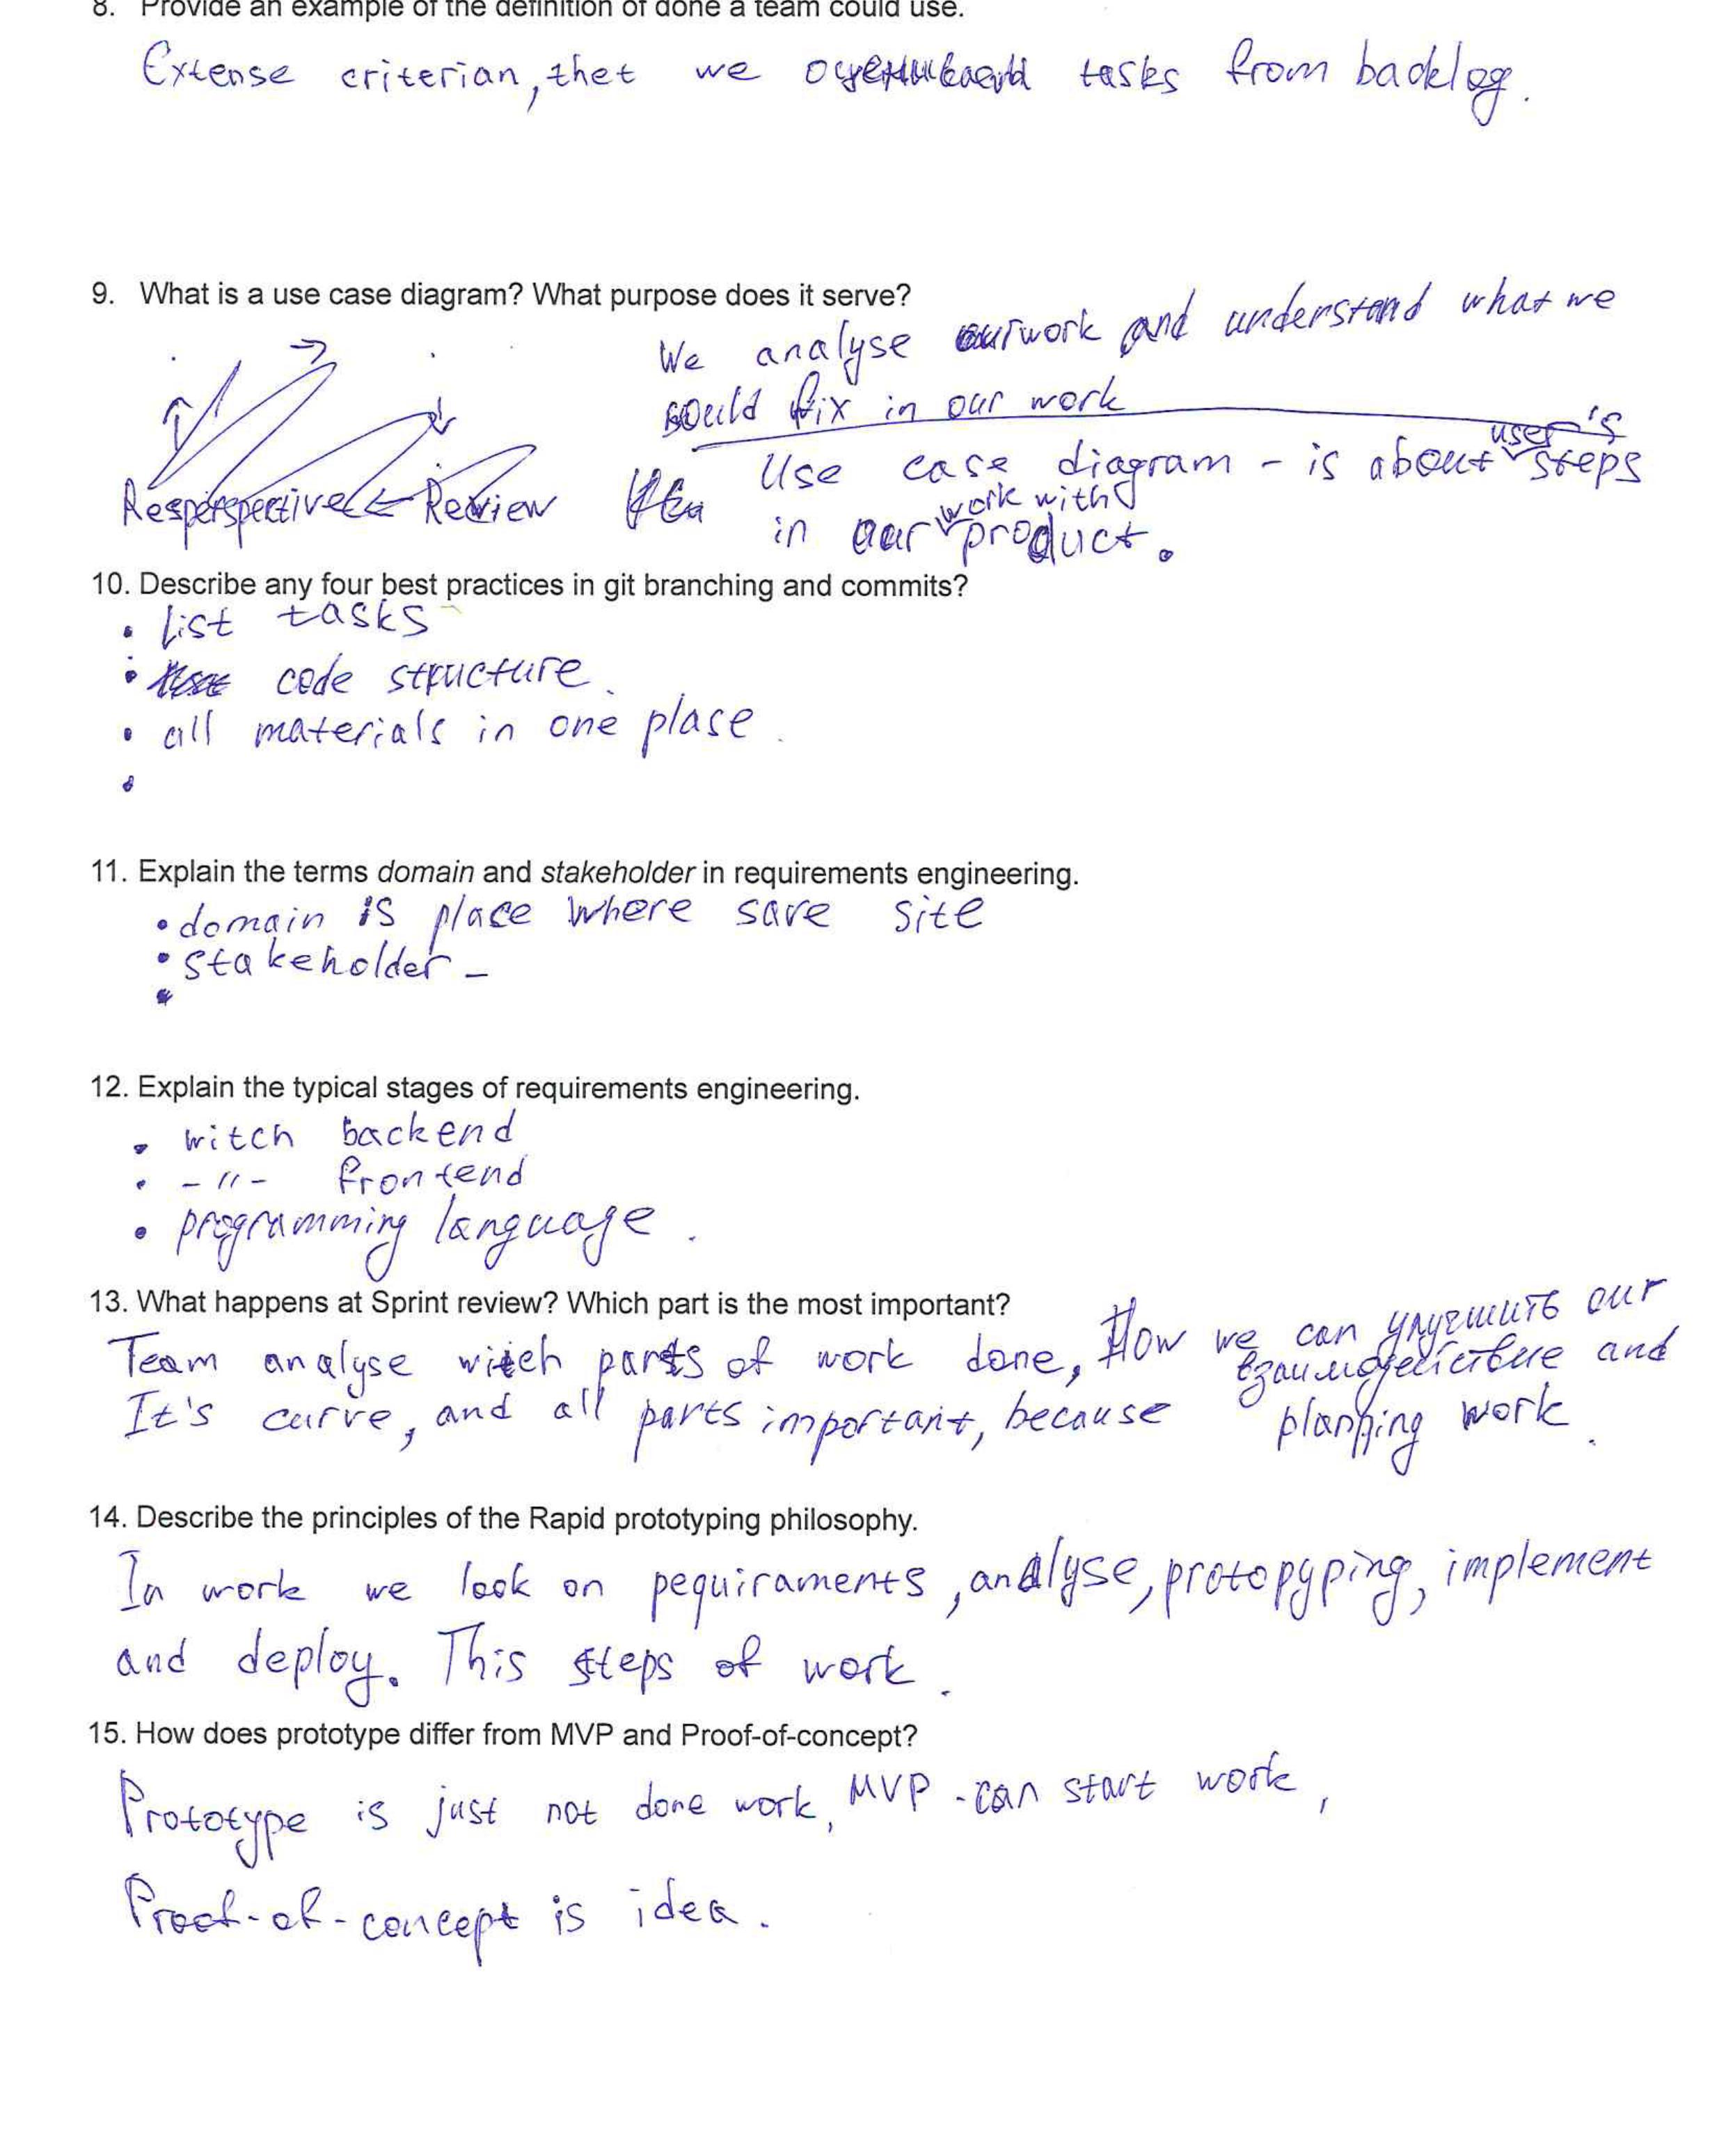 8. Provide an example of the definition of done a team could use.
Extense criterian, thet we оцениваем tasks from backlog.
9. What is a use case diagram? What purpose does it serve?
We analyse our work and understand what we
sould fix in our work
Resperspective Review
Use case diagram - is about user's steps
in our work with product.
10. Describe any four best practices in git branching and commits?
• list tasks
• code structure.
• all materials in one plase.
•
11. Explain the terms domain and stakeholder in requirements engineering.
• domain is place where save site
• stakeholder -
•
12. Explain the typical stages of requirements engineering.
• witch backend
• -//- frontend
• programming language.
13. What happens at Sprint review? Which part is the most important?
Team analyse witch parts of work done, How we can улучшить our
It's curve, and all parts important, because взаимодействие and
planning work.
14. Describe the principles of the Rapid prototyping philosophy.
In work we look on pequiraments, analyse, protopyping, implement
and deploy. This steps of work.
15. How does prototype differ from MVP and Proof-of-concept?
Prototype is just not done work, MVP - can start work,
Proof-of-concept is idea.